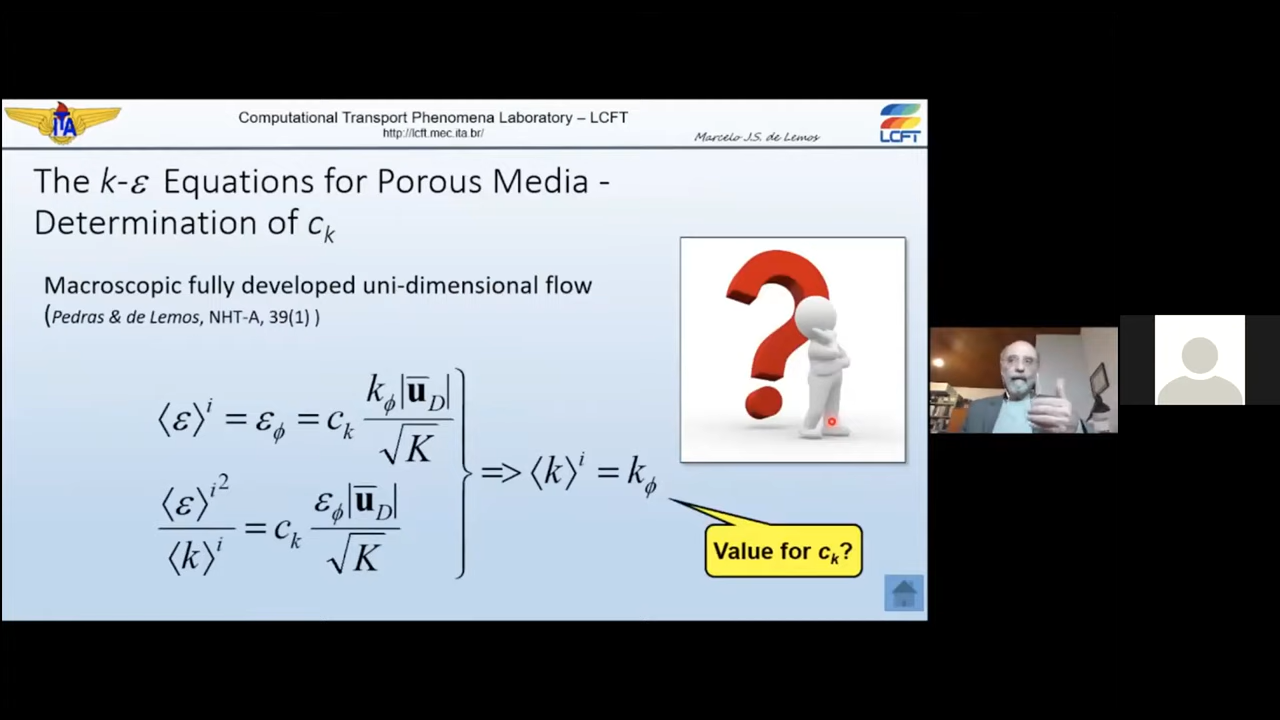 Computational Transport Phenomena Laboratory – LCFT
http://lcft.mec.ita.br/
Marcelo J.S. de Lemos
ITA
LCFT
The k-ε Equations for Porous Media -
Determination of c_k
Macroscopic fully developed uni-dimensional flow
(Pedras & de Lemos, NHT-A, 39(1) )
⟨ε⟩^i = ε_ϕ = c_k k_ϕ|ū_D| / √K
⟨ε⟩^i² / ⟨k⟩^i = c_k ε_ϕ|ū_D| / √K
=> ⟨k⟩^i = k_ϕ
Value for c_k?